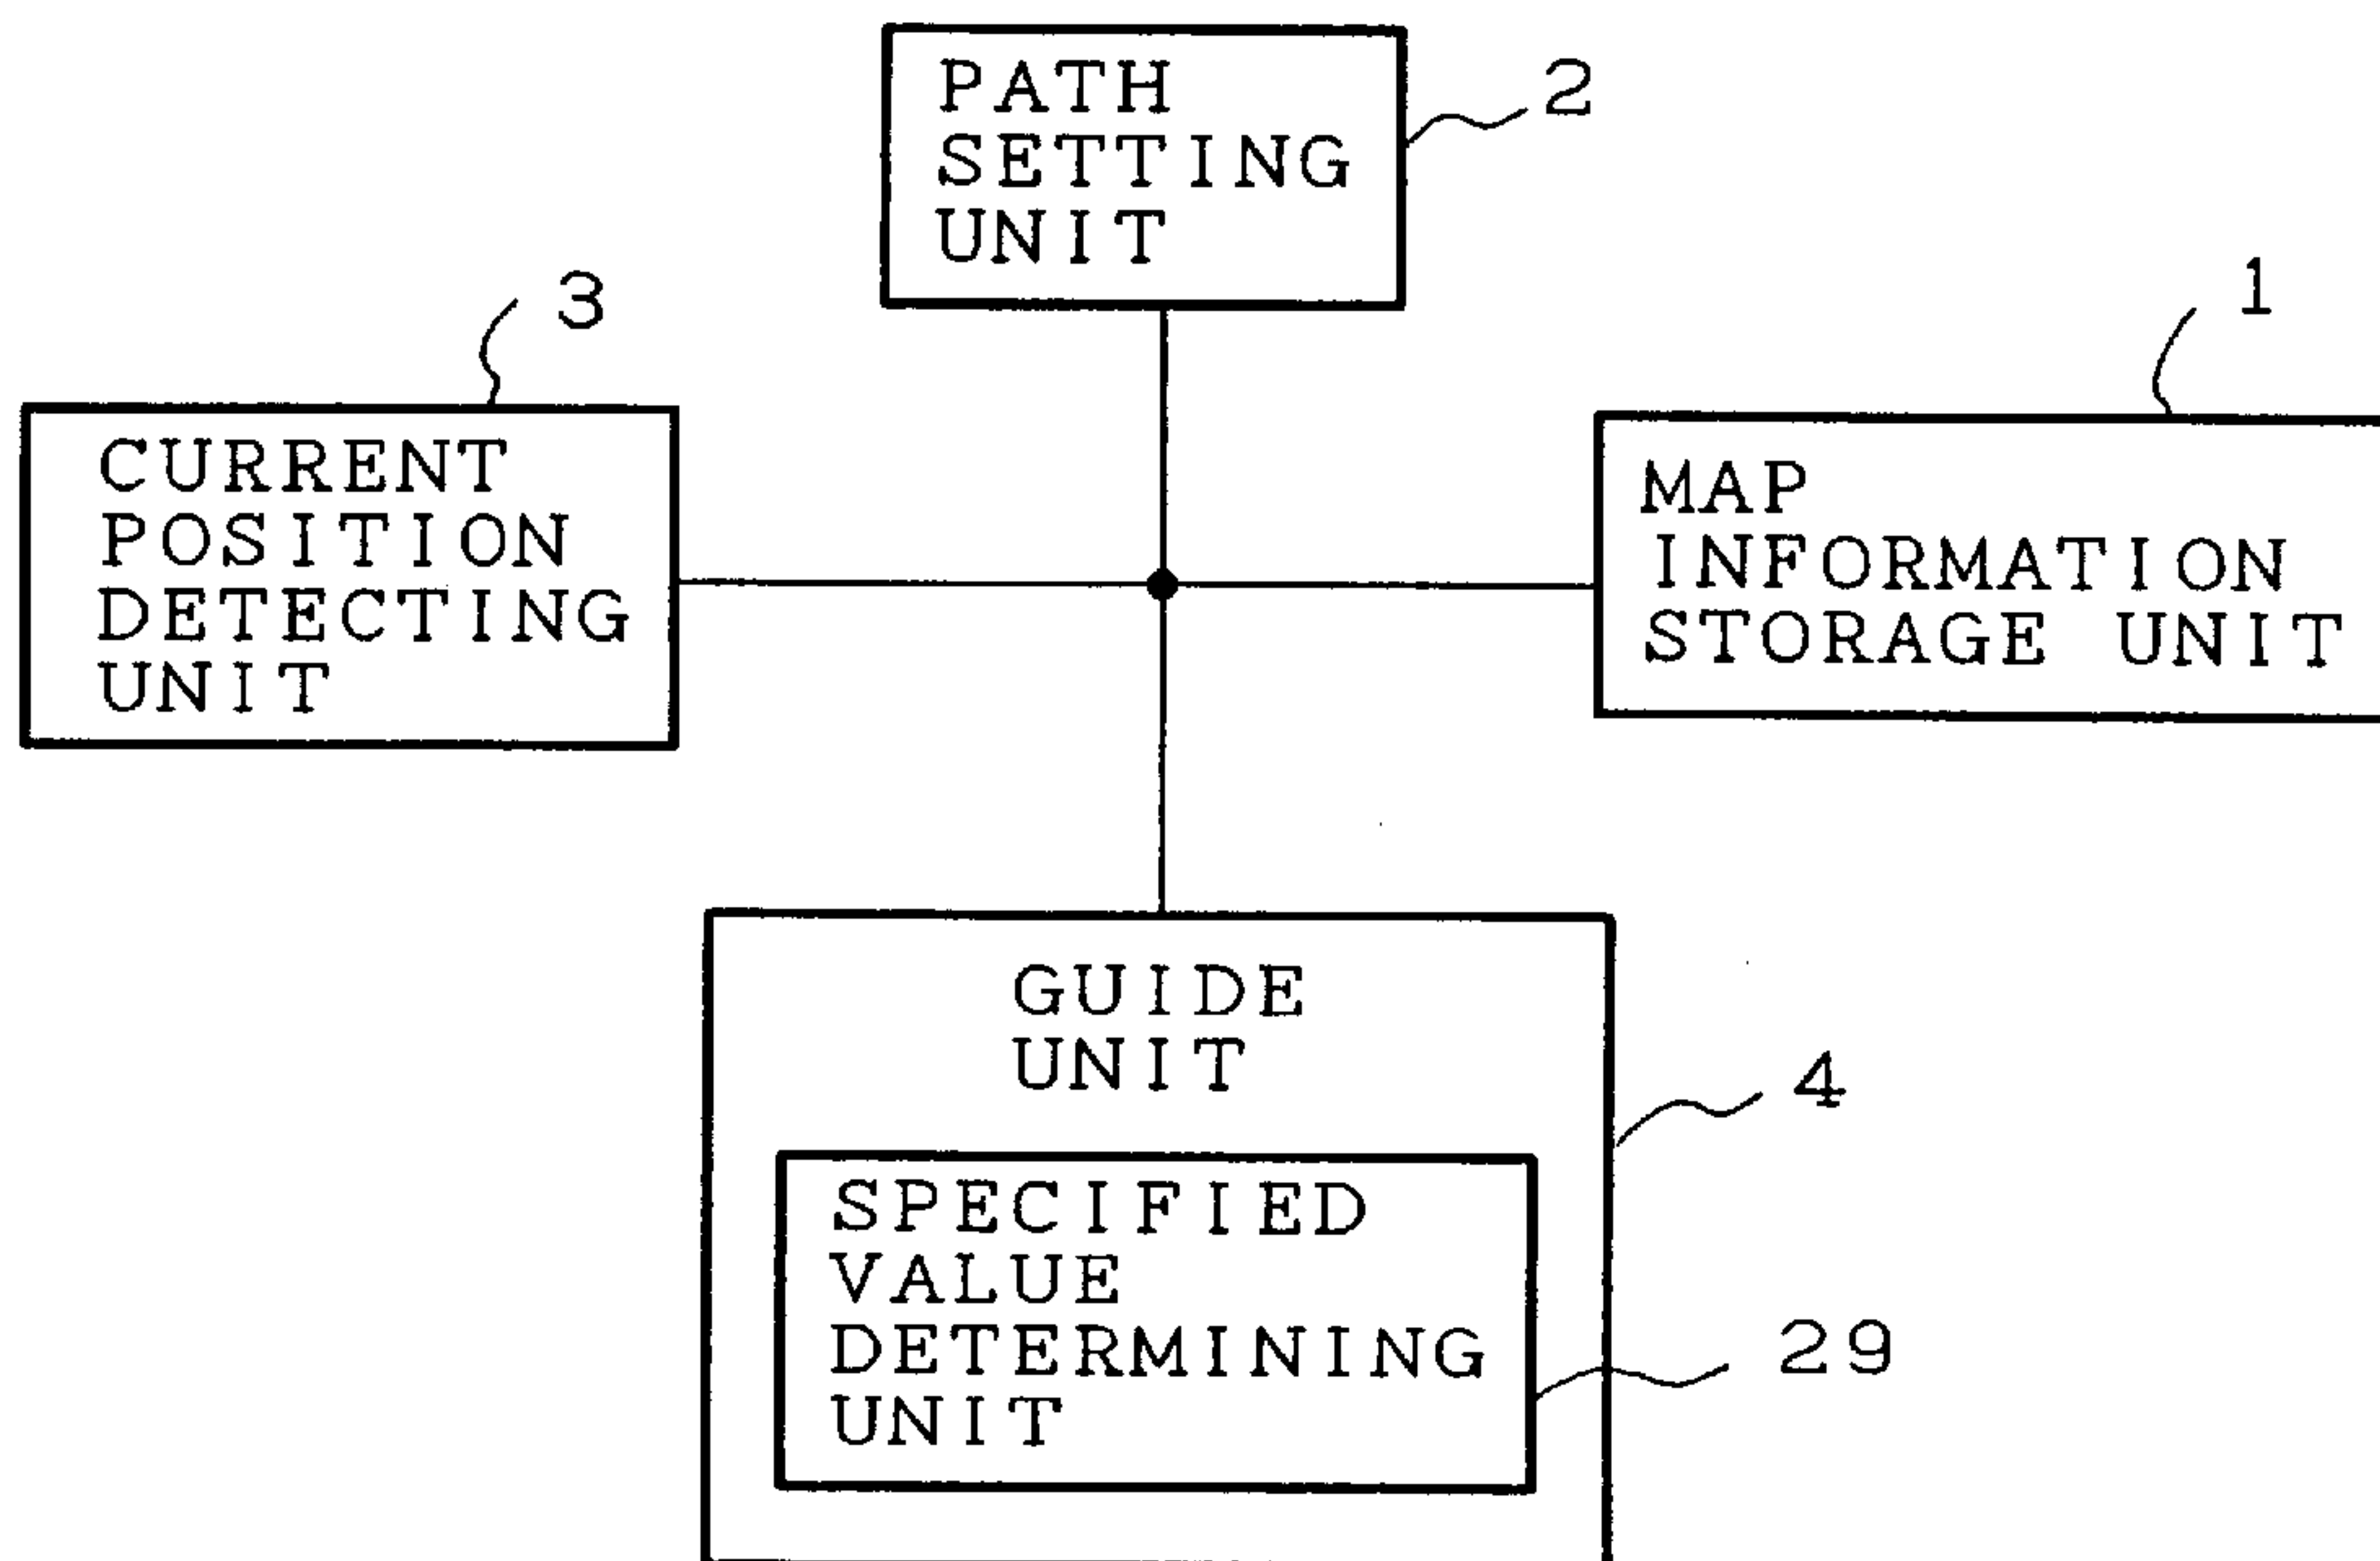 PATH
SETTING
UNIT
2
3
1
CURRENT
POSITION
DETECTING
UNIT
MAP
INFORMATION
STORAGE UNIT
GUIDE
UNIT
4
SPECIFIED
VALUE
DETERMINING
UNIT
29